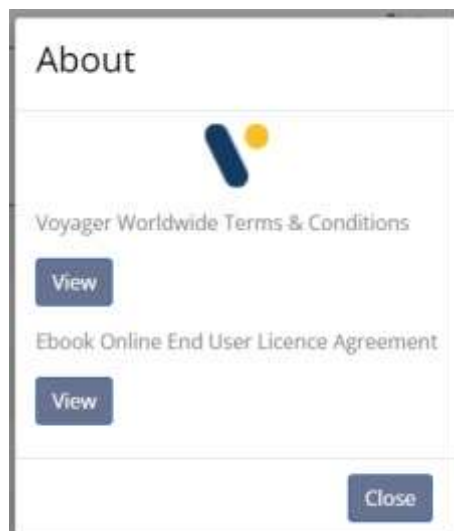 About
Voyager Worldwide Terms & Conditions
View
Ebook Online End User Licence Agreement
View
Close